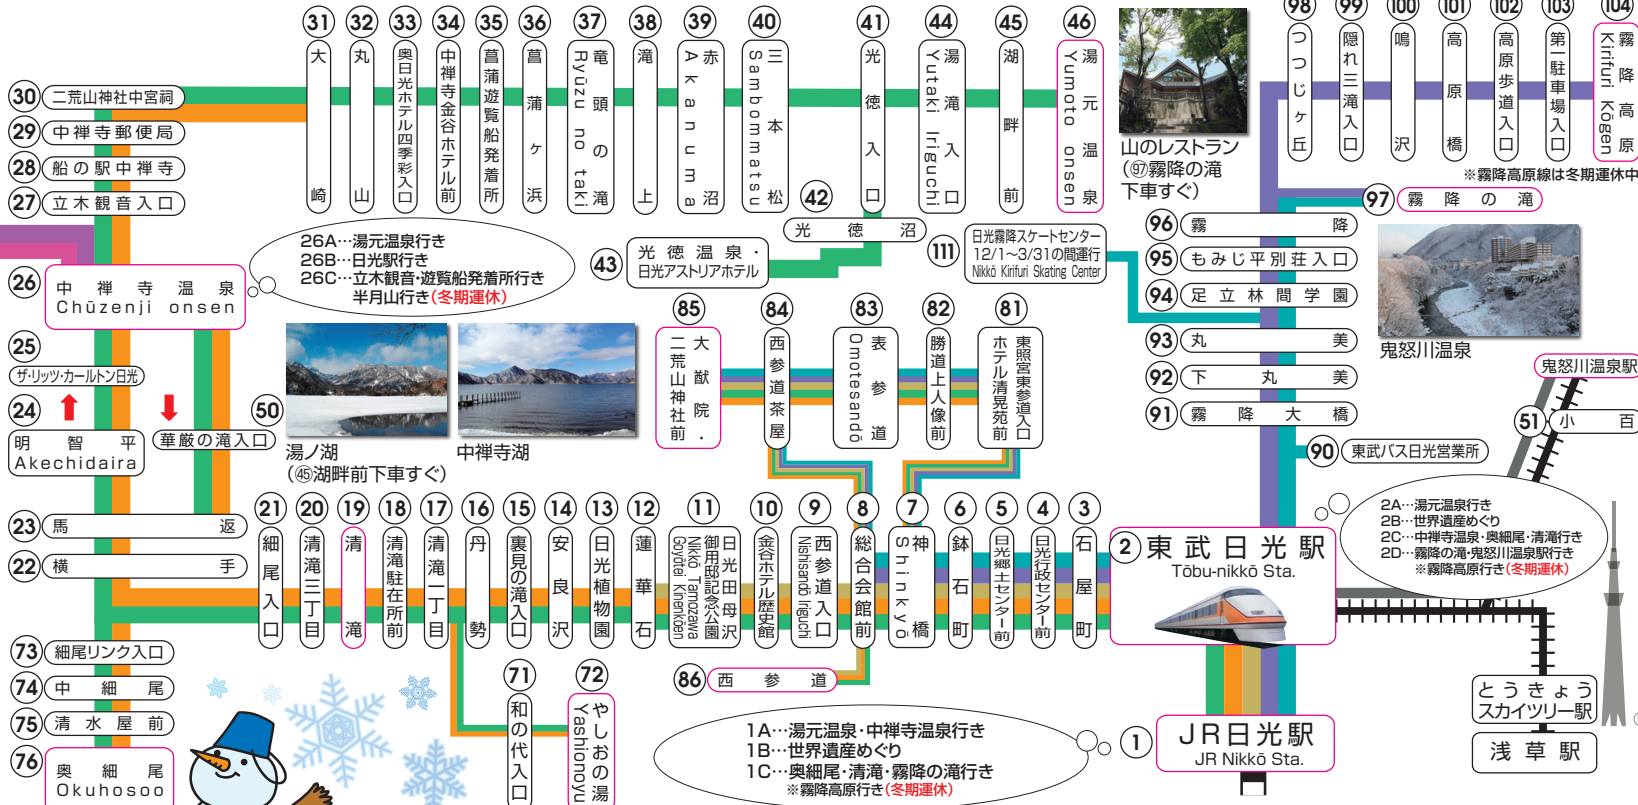 31
大崎
32
丸山
33
奥日光ホテル四季彩入口
34
中禅寺金谷ホテル前
35
菖蒲遊覧船発着所
36
菖蒲ヶ浜
37
竜頭の滝
Ryūzu no taki
38
滝上
39
赤沼
Akanuma
40
三本松
Sambommatsu
41
光徳入口
44
湯滝入口
Yutaki Iriguchi
45
湖畔前
46
湯元温泉
Yumoto onsen
山のレストラン
(97霧降の滝
下車すぐ)
98
つつじヶ丘
99
隠れ三滝入口
100
鳴沢
101
高原橋
102
高原歩道入口
103
第一駐車場入口
104
霧降高原
Kirifuri Kōgen
※霧降高原線は冬期運休中
30
二荒山神社中宮祠
29
中禅寺郵便局
28
船の駅中禅寺
27
立木観音入口
26
中禅寺温泉
Chūzenji onsen
26A…湯元温泉行き
26B…日光駅行き
26C…立木観音・遊覧船発着所行き
半月山行き(冬期運休)
42
光徳沼
43
光徳温泉・
日光アストリアホテル
111
日光霧降スケートセンター
12/1～3/31の間運行
Nikkō Kirifuri Skating Center
97
霧降の滝
96
霧降
95
もみじ平別荘入口
94
足立林間学園
93
丸美
92
下丸美
91
霧降大橋
90
東武バス日光営業所
鬼怒川温泉
鬼怒川温泉駅
51
小百
25
ザ・リッツ・カールトン日光
24
明智平
Akechidaira
50
華厳の滝入口
湯ノ湖
(45湖畔前下車すぐ)
中禅寺湖
85
大猷院・
二荒山神社前
84
西参道茶屋
83
表参道
Omotesandō
82
勝道上人像前
81
東照宮東参道入口
ホテル清晃苑前
23
馬返
22
横手
21
細尾入口
20
清滝三丁目
19
清滝
18
清滝駐在所前
17
清滝一丁目
16
丹勢
15
裏見の滝入口
14
安良沢
13
日光植物園
12
蓮華石
11
日光田母沢
御用邸記念公園
Nikkō Tamozawa
Goyōtei Kinenkōen
10
金谷ホテル歴史館
9
西参道入口
Nishisandō Iriguchi
8
総合会館前
7
神橋
Shinkyō
6
鉢石町
5
日光郷土センター前
4
日光行政センター前
3
石屋町
2
東武日光駅
Tōbu-nikkō Sta.
2A…湯元温泉行き
2B…世界遺産めぐり
2C…中禅寺温泉・奥細尾・清滝行き
2D…霧降の滝・鬼怒川温泉駅行き
※霧降高原行き(冬期運休)
73
細尾リンク入口
74
中細尾
75
清水屋前
76
奥細尾
Okuhosoo
71
和の代入口
72
やしおの湯
Yashionoyu
86
西参道
1A…湯元温泉・中禅寺温泉行き
1B…世界遺産めぐり
1C…奥細尾・清滝・霧降の滝行き
※霧降高原行き(冬期運休)
1
JR日光駅
JR Nikkō Sta.
とうきょう
スカイツリー駅
浅草駅